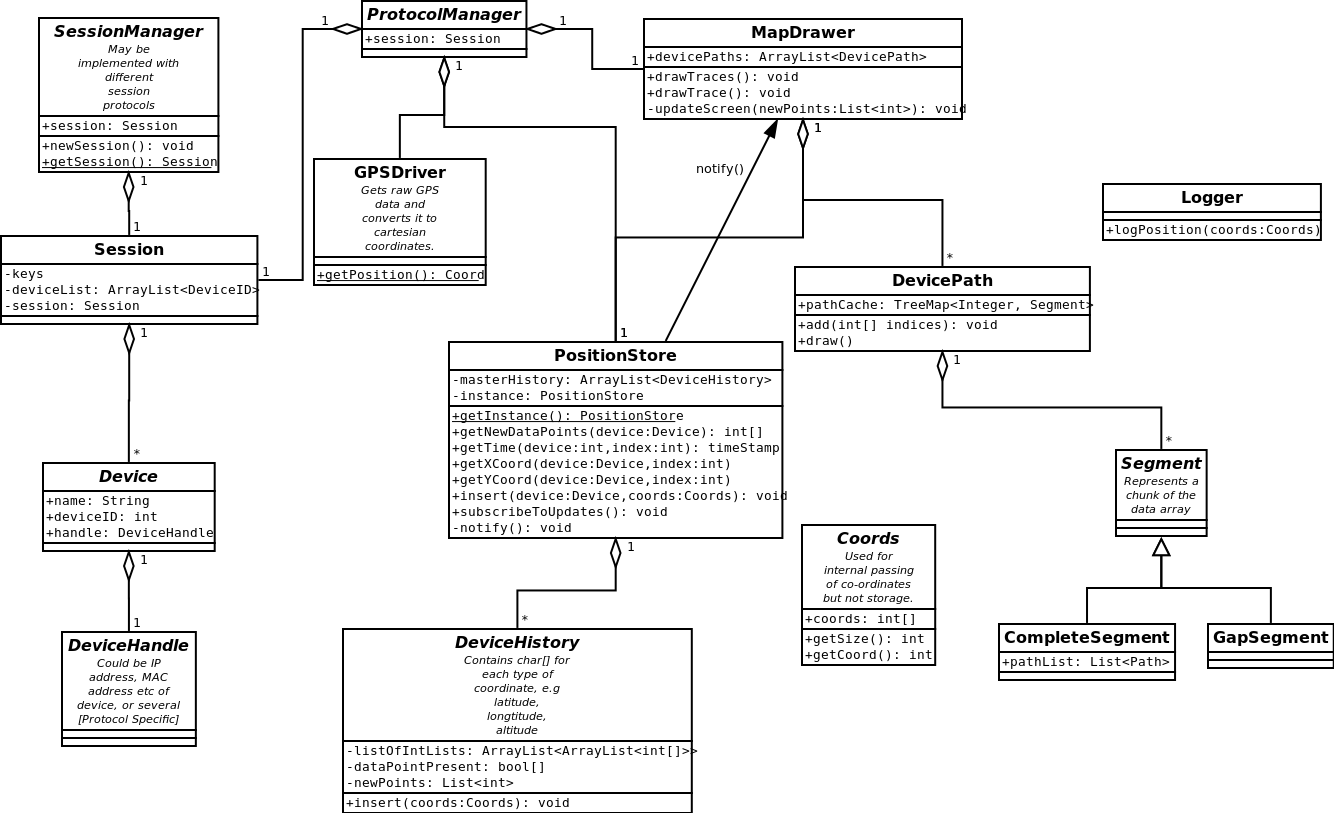 SessionManager
May be
implemented with
different
session
protocols
+session: Session
+newSession(): void
+getSession(): Session
1
1
ProtocolManager
+session: Session
1
1
1
1
1
MapDrawer
+devicePaths: ArrayList<DevicePath>
+drawTraces(): void
+drawTrace(): void
-updateScreen(newPoints:List<int>): void
1
notify()
GPSDriver
Gets raw GPS
data and
converts it to
cartesian
coordinates.
+getPosition(): Coord
Logger
+logPosition(coords:Coords)
Session
-keys
-deviceList: ArrayList<DeviceID>
-session: Session
1
*
*
DevicePath
+pathCache: TreeMap<Integer, Segment>
+add(int[] indices): void
+draw()
1
*
1
PositionStore
-masterHistory: ArrayList<DeviceHistory>
-instance: PositionStore
+getInstance(): PositionStore
+getNewDataPoints(device:Device): int[]
+getTime(device:int,index:int): timeStamp
+getXCoord(device:Device,index:int)
+getYCoord(device:Device,index:int)
+insert(device:Device,coords:Coords): void
+subscribeToUpdates(): void
-notify(): void
1
*
Device
+name: String
+deviceID: int
+handle: DeviceHandle
1
1
DeviceHandle
Could be IP
address, MAC
address etc of
device, or several
[Protocol Specific]
DeviceHistory
Contains char[] for
each type of
coordinate, e.g
latitude,
longtitude,
altitude
-listOfIntLists: ArrayList<ArrayList<int[]>>
-dataPointPresent: bool[]
-newPoints: List<int>
+insert(coords:Coords): void
Coords
Used for
internal passing
of co-ordinates
but not storage.
+coords: int[]
+getSize(): int
+getCoord(): int
Segment
Represents a
chunk of the
data array
CompleteSegment
+pathList: List<Path>
GapSegment